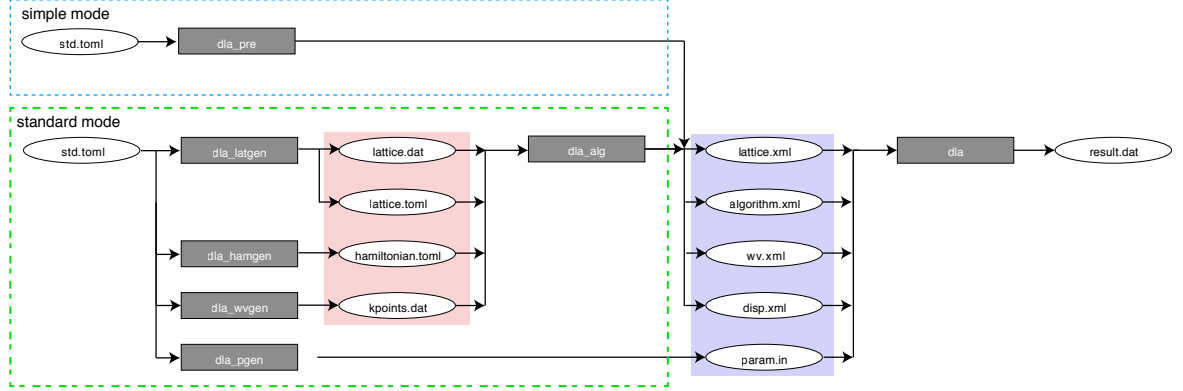 simple mode
std.toml
dla_pre
standard mode
std.toml
dla_latgen
lattice.dat
dla_alg
lattice.xml
dla
result.dat
lattice.toml
algorithm.xml
dla_hamgen
hamiltonian.toml
wv.xml
dla_wvgen
kpoints.dat
disp.xml
dla_pgen
param.in